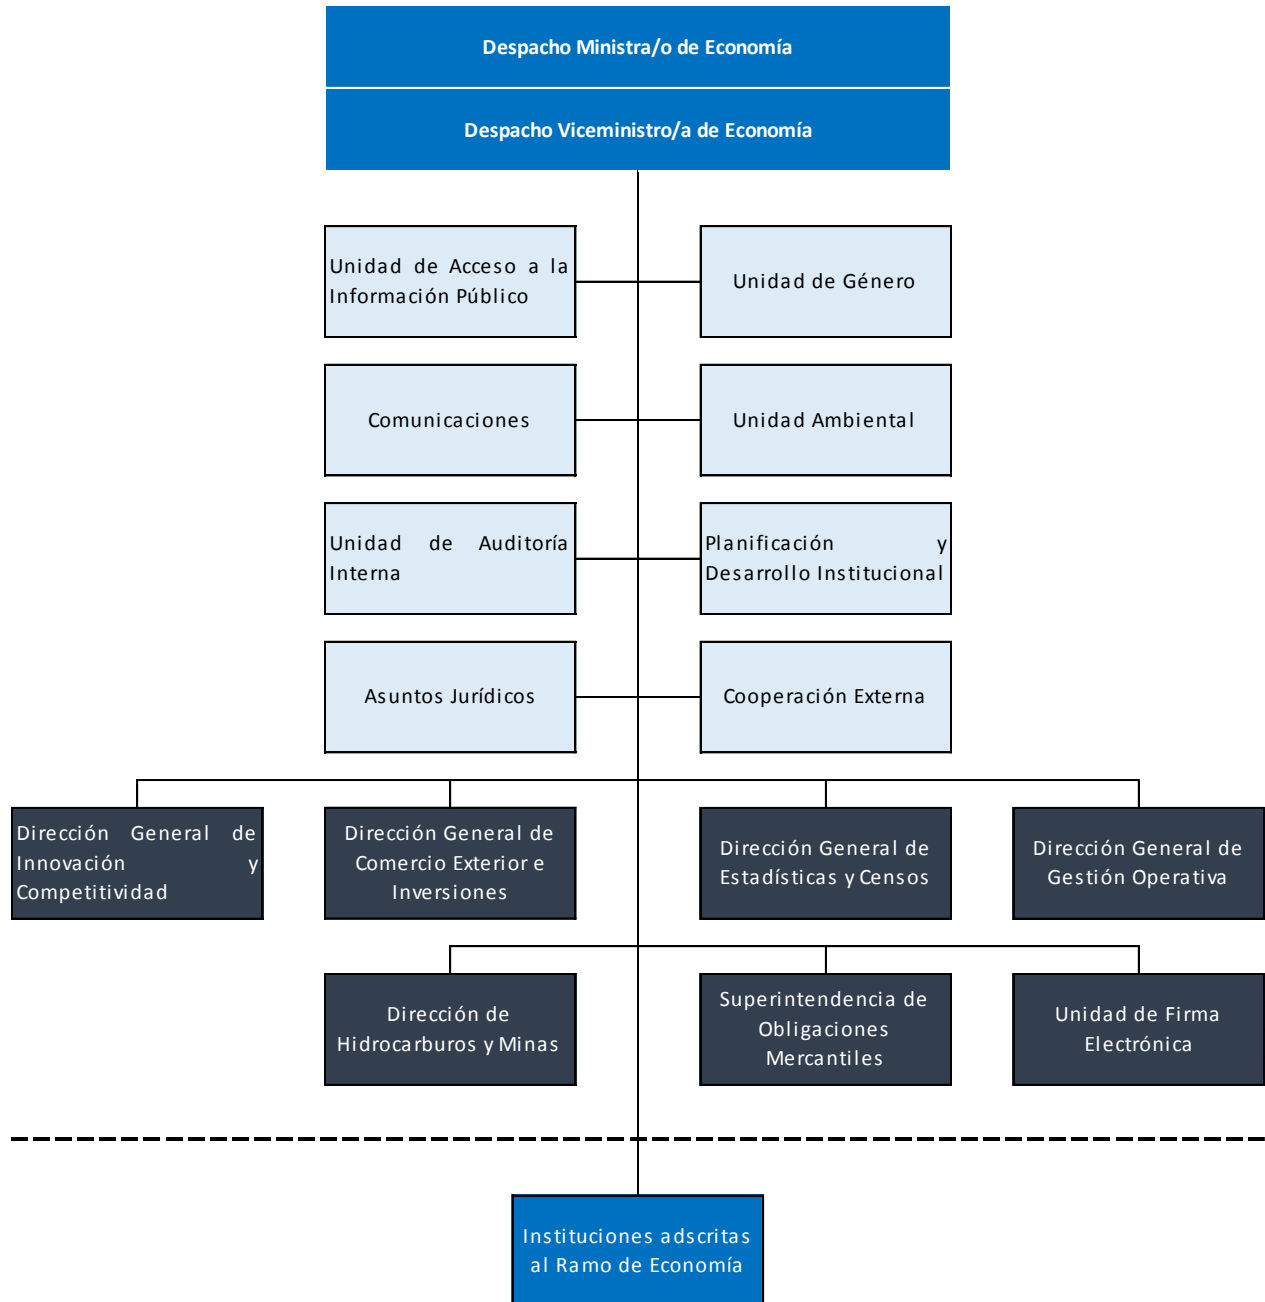 Despacho Ministra/o de Economía
Despacho Viceministro/a de Economía
Unidad de Acceso a la
Información Público
Unidad de Género
Comunicaciones
Unidad Ambiental
Unidad de Auditoría
Interna
Planificación y
Desarrollo Institucional
Asuntos Jurídicos
Cooperación Externa
Dirección General de
Innovación y
Competitividad
Dirección General de
Comercio Exterior e
Inversiones
Dirección General de
Estadísticas y Censos
Dirección General de
Gestión Operativa
Dirección de
Hidrocarburos y Minas
Superintendencia de
Obligaciones
Mercantiles
Unidad de Firma
Electrónica
Instituciones adscritas
al Ramo de Economía